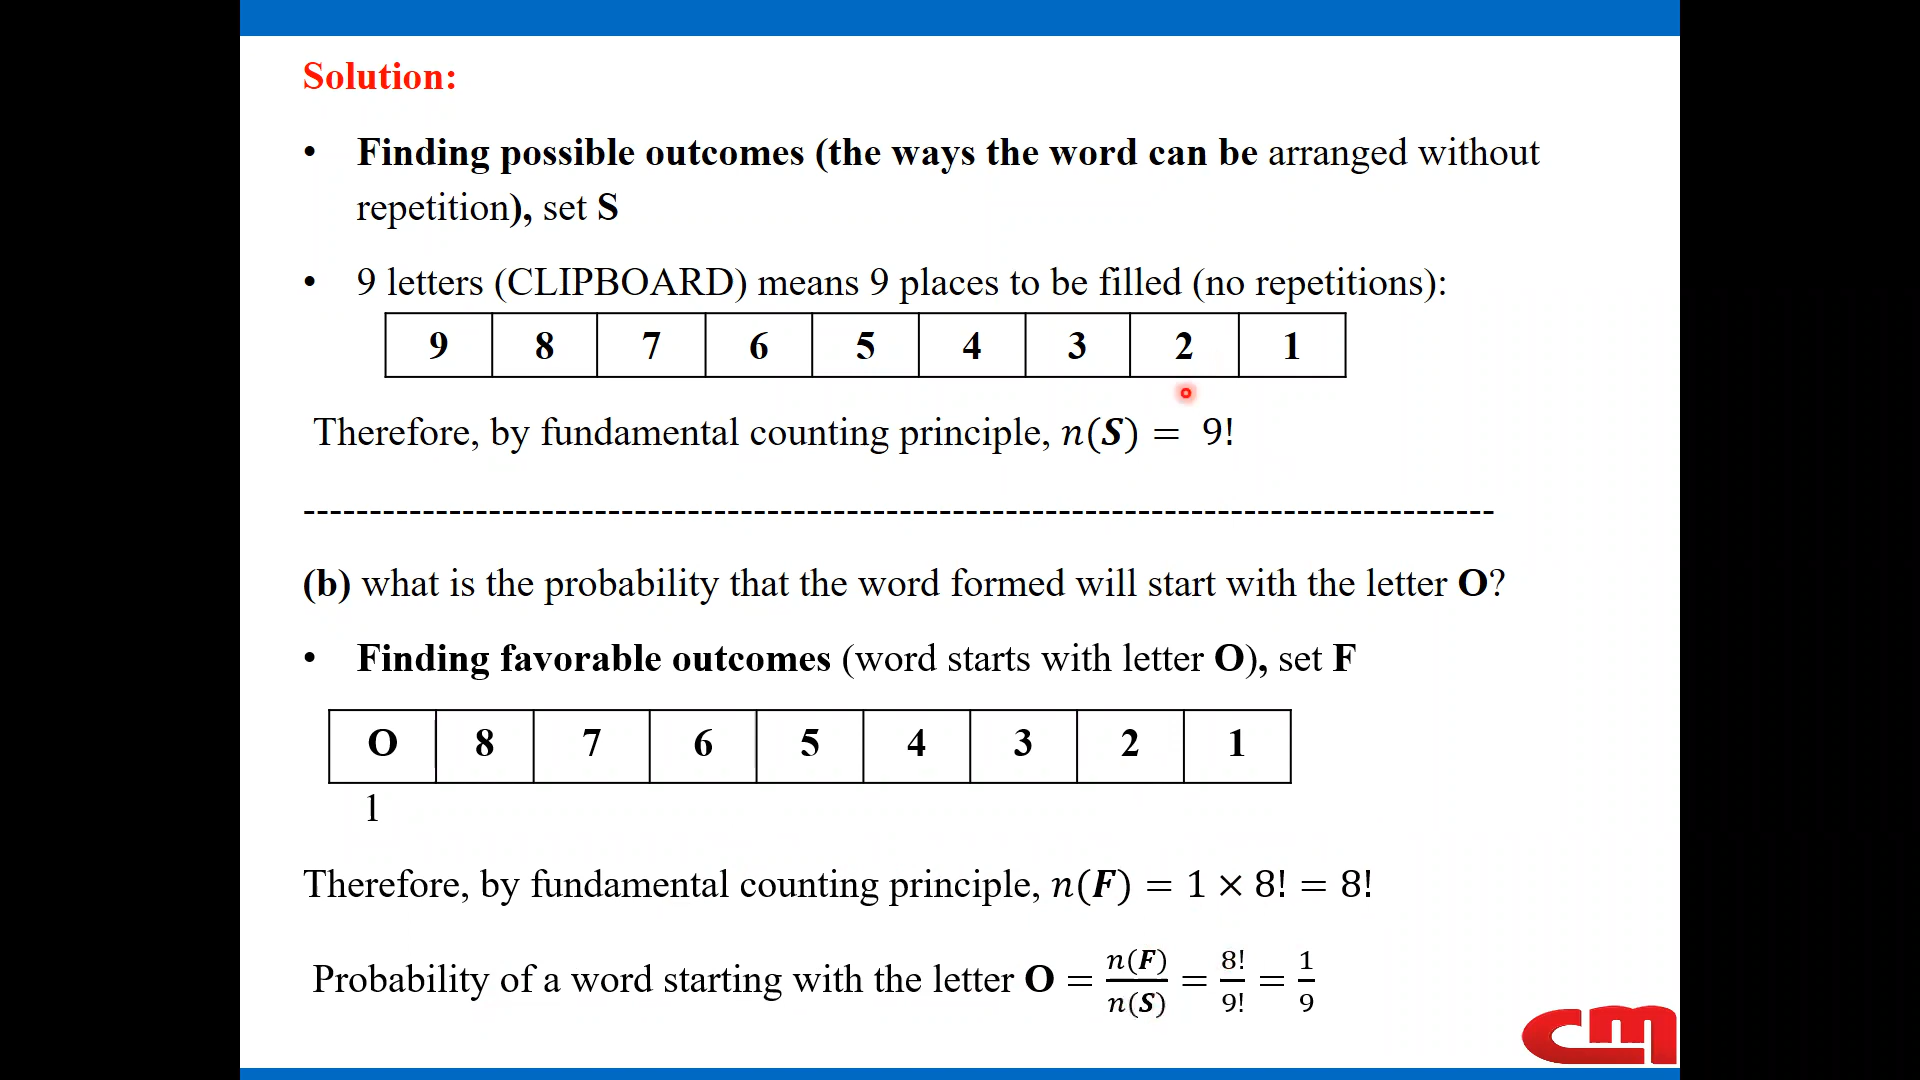 Solution:
• Finding possible outcomes (the ways the word can be arranged without
repetition), set S
• 9 letters (CLIPBOARD) means 9 places to be filled (no repetitions):
9 8 7 6 5 4 3 2 1
Therefore, by fundamental counting principle, n(S) = 9!
------------------------------------------------------------------------------------------
(b) what is the probability that the word formed will start with the letter O?
• Finding favorable outcomes (word starts with letter O), set F
O 8 7 6 5 4 3 2 1
1
Therefore, by fundamental counting principle, n(F) = 1 × 8! = 8!
Probability of a word starting with the letter O = n(F)/n(S) = 8!/9! = 1/9
cm